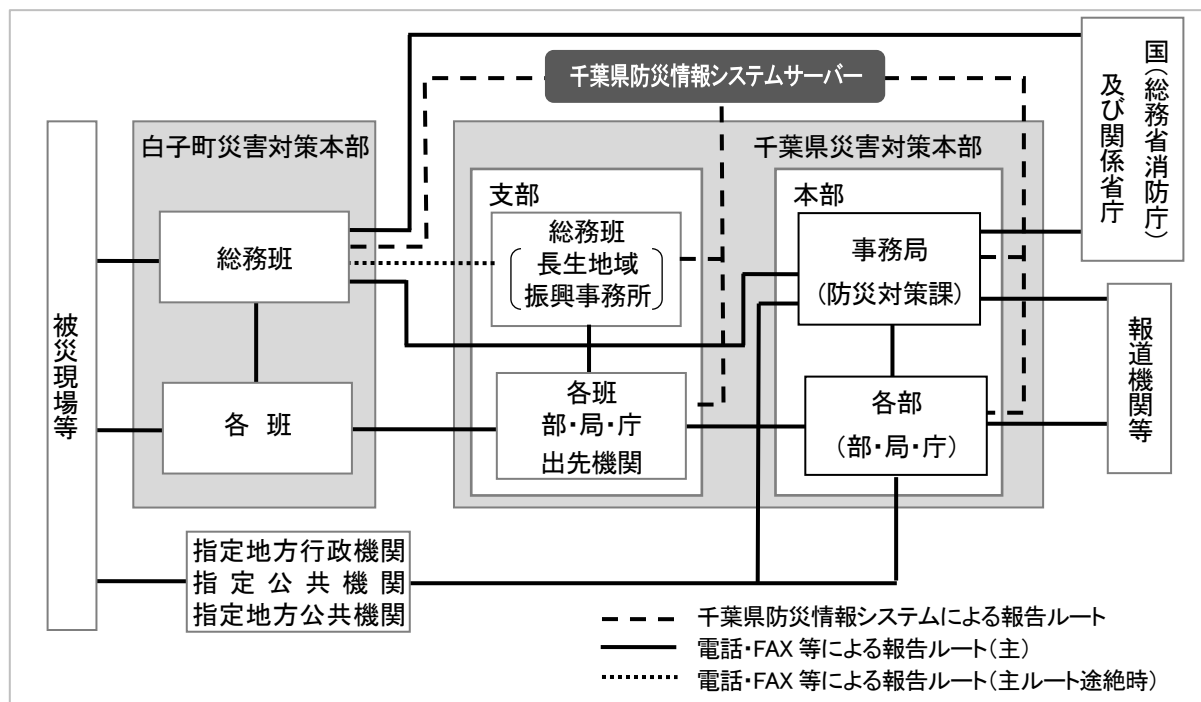 国(総務省消防庁)
及び関係省庁
千葉県防災情報システムサーバー
白子町災害対策本部
千葉県災害対策本部
支部
本部
総務班
総務班
長生地域
振興事務所
事務局
(防災対策課)
被災現場等
報道機関等
各 班
各班
部・局・庁
出先機関
各部
(部・局・庁)
指定地方行政機関
指定公共機関
指定地方公共機関
千葉県防災情報システムによる報告ルート
電話・FAX 等による報告ルート(主)
電話・FAX 等による報告ルート(主ルート途絶時)